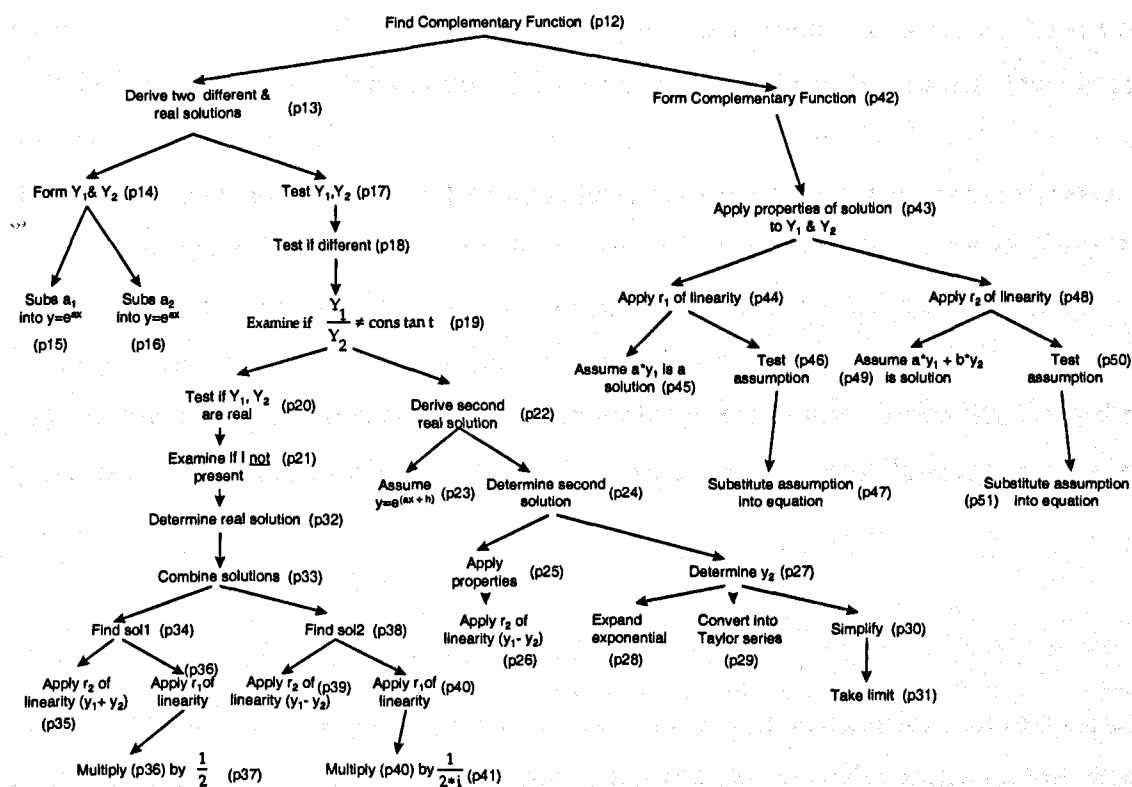 Find Complementary Function (p12)
Derive two different &
real solutions
(p13)
Form Complementary Function (p42)
Form Y₁& Y₂ (p14)
Test Y₁,Y₂ (p17)
Apply properties of solution (p43)
to Y₁ & Y₂
Test if different (p18)
Subs a₁
into y=eᵃˣ
(p15)
Subs a₂
into y=eᵃˣ
(p16)
Examine if Y₁/Y₂ ≠ constant (p19)
Apply r₁ of linearity (p44)
Apply r₂ of linearity (p48)
Assume a*y₁ is a
solution (p45)
Test (p46)
assumption
Assume a*y₁ + b*y₂
(p49) is solution
Test (p50)
assumption
Test if Y₁, Y₂
are real
(p20)
Derive second
real solution
(p22)
Examine if I not (p21)
present
Assume
y=e⁽ᵃˣ ⁺ ʰ⁾
(p23)
Determine second
solution
(p24)
Substitute assumption
into equation (p47)
Substitute assumption
(p51) into equation
Determine real solution (p32)
Combine solutions (p33)
Apply
properties
(p25)
Determine y₂ (p27)
Find sol1 (p34)
Find sol2 (p38)
Apply r₂ of
linearity (y₁- y₂)
(p26)
Expand
exponential
(p28)
Convert into
Taylor series
(p29)
Simplify (p30)
Take limit (p31)
Apply r₂ of
linearity (y₁+ y₂)
(p35)
(p36)
Apply r₁of
linearity
Apply r₂ of (p39)
linearity (y₁- y₂)
Apply r₁of (p40)
linearity
Multiply (p36) by 1/2 (p37)
Multiply (p40) by 1/2*i (p41)